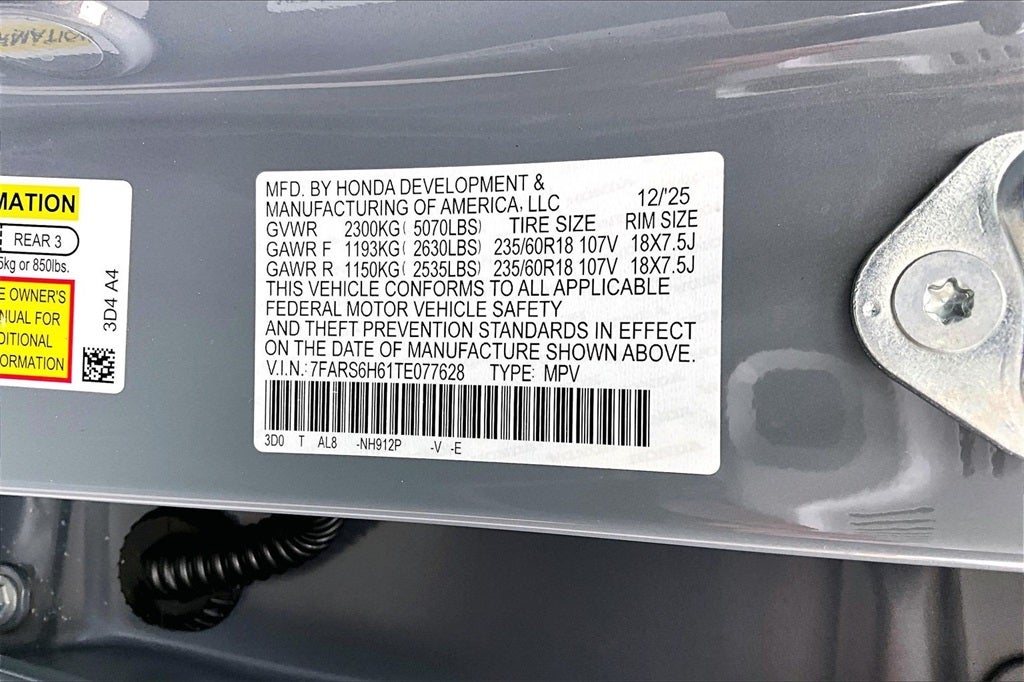 MATION
REAR 3
5kg or 850lbs.
E OWNER'S
NUAL FOR
DITIONAL
ORMATION
3D4 A4
MFD. BY HONDA DEVELOPMENT &
MANUFACTURING OF AMERICA, LLC 12/'25
GVWR 2300KG( 5070LBS) TIRE SIZE RIM SIZE
GAWR F 1193KG( 2630LBS) 235/60R18 107V 18X7.5J
GAWR R 1150KG( 2535LBS) 235/60R18 107V 18X7.5J
THIS VEHICLE CONFORMS TO ALL APPLICABLE
FEDERAL MOTOR VEHICLE SAFETY
AND THEFT PREVENTION STANDARDS IN EFFECT
ON THE DATE OF MANUFACTURE SHOWN ABOVE.
V.I.N.: 7FARS6H61TE077628 TYPE: MPV
3D0 T AL8 -NH912P -V -E